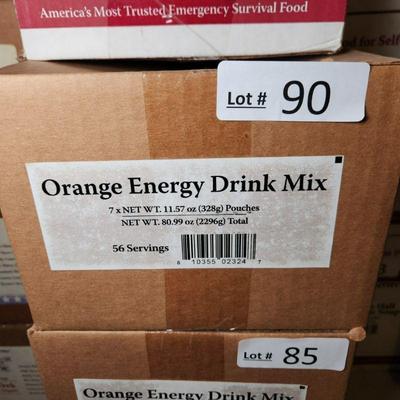 America's Most Trusted Emergency Survival Food
Lot # 90
Orange Energy Drink Mix
7 x NET WT. 11.57 oz (328g) Pouches
NET WT. 80.99 oz (2296g) Total
56 Servings
8 10355 02324 7
Lot # 85
Orange Energy Drink Mix